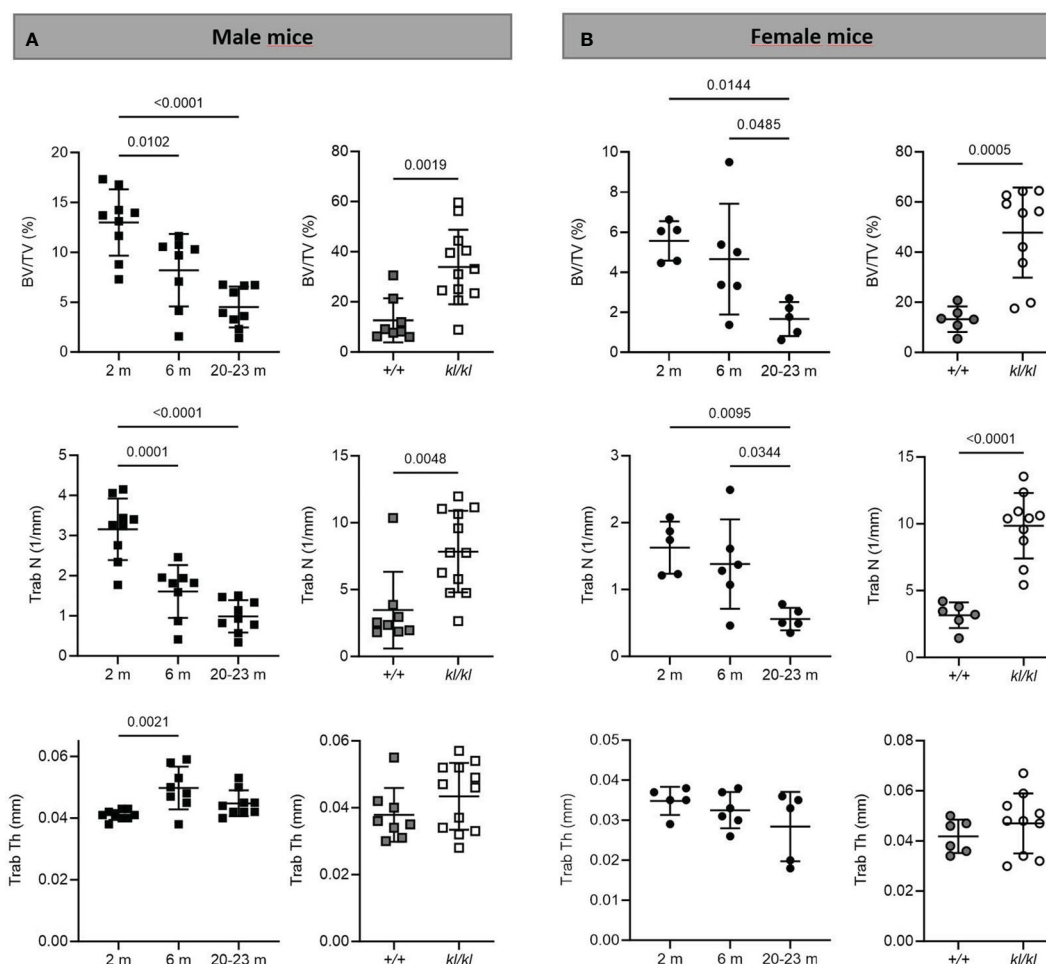 A Male mice
B Female mice
<0.0001
0.0102
BV/TV (%)
20
15
10
5
0
2 m 6 m 20-23 m
0.0019
BV/TV (%)
80
60
40
20
0
+/+ kl/kl
0.0144
0.0485
BV/TV (%)
10
8
6
4
2
0
2 m 6 m 20-23 m
0.0005
BV/TV (%)
80
60
40
20
0
+/+ kl/kl
<0.0001
0.0001
Trab N (1/mm)
5
4
3
2
1
0
2 m 6 m 20-23 m
0.0048
Trab N (1/mm)
15
10
5
0
+/+ kl/kl
0.0095
0.0344
Trab N (1/mm)
3
2
1
0
2 m 6 m 20-23 m
<0.0001
Trab N (1/mm)
15
10
5
0
+/+ kl/kl
0.0021
Trab Th (mm)
0.06
0.04
0.02
0.00
2 m 6 m 20-23 m
Trab Th (mm)
0.06
0.04
0.02
0.00
+/+ kl/kl
Trab Th (mm)
0.05
0.04
0.03
0.02
0.01
0.00
2 m 6 m 20-23 m
Trab Th (mm)
0.08
0.06
0.04
0.02
0.00
+/+ kl/kl